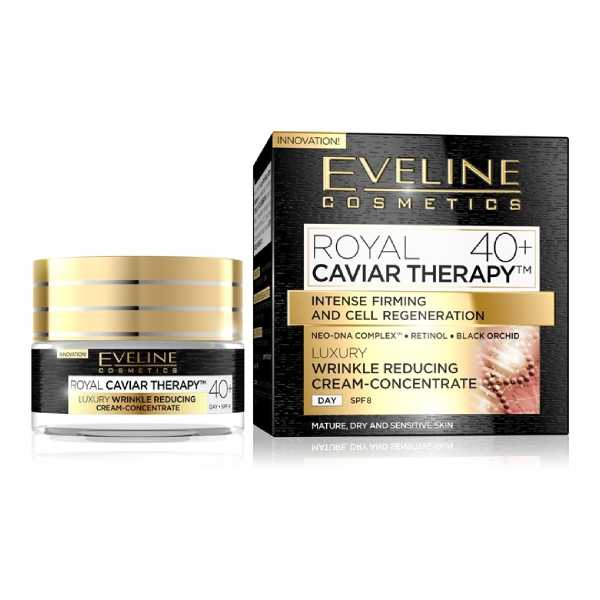 INNOVATION!
EVELINE
COSMETICS
ROYAL 40+
CAVIAR THERAPY™
INTENSE FIRMING
AND CELL REGENERATION
NEO-DNA COMPLEX™ • RETINOL • BLACK ORCHID
LUXURY
WRINKLE REDUCING
CREAM-CONCENTRATE
DAY SPF8
MATURE, DRY AND SENSITIVE SKIN
INNOVATION!
EVELINE
COSMETICS
ROYAL CAVIAR THERAPY™ 40+
LUXURY WRINKLE REDUCING
CREAM-CONCENTRATE
DAY • SPF8